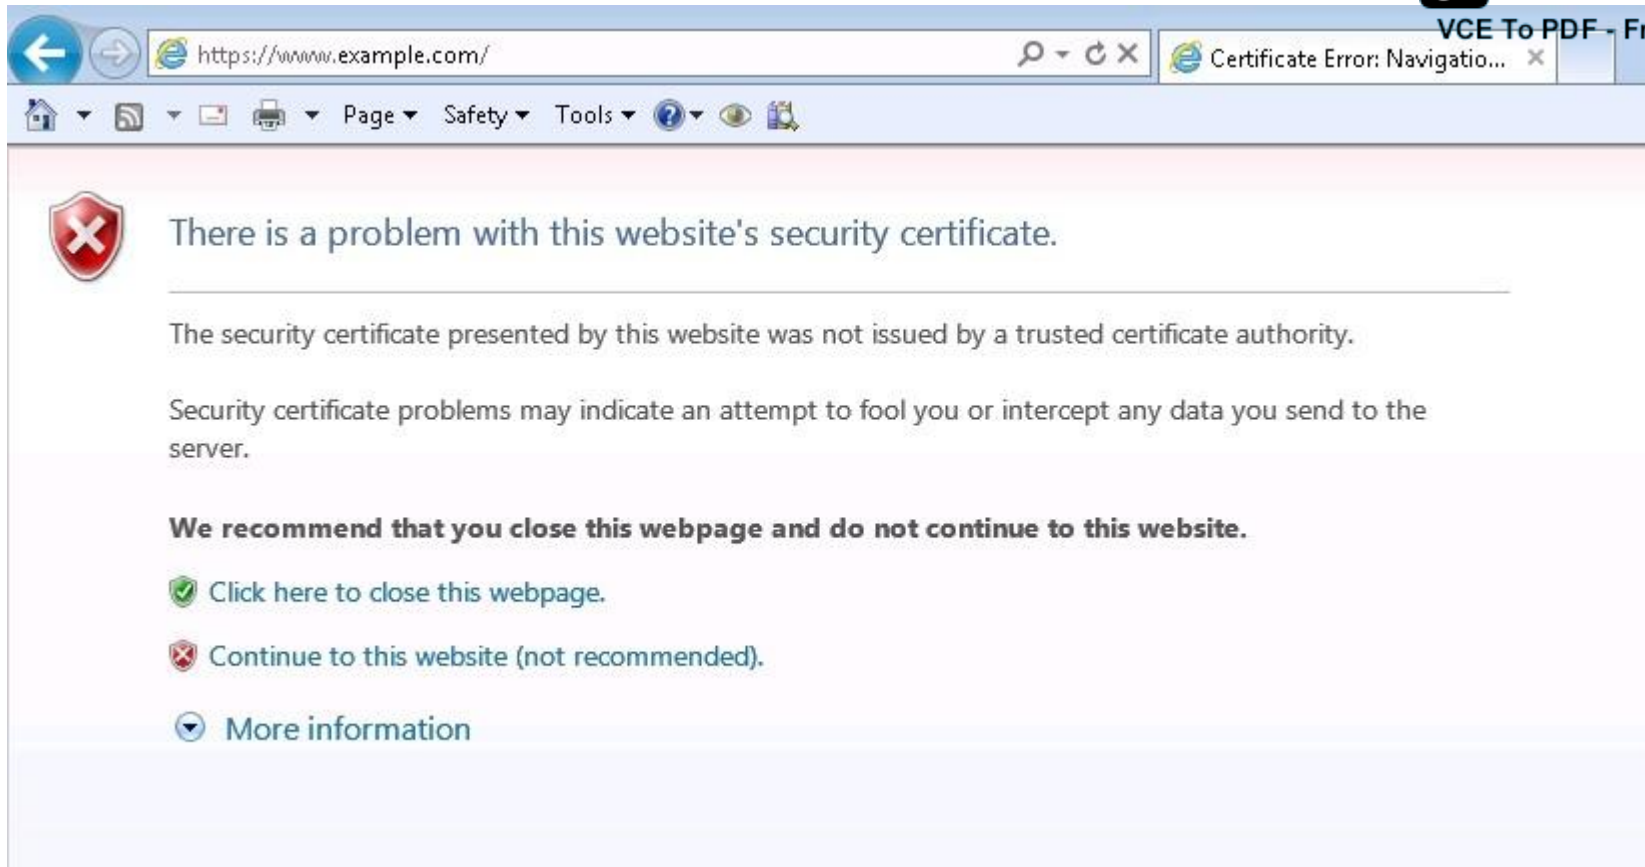 VCE To PDF - Fr
https://www.example.com/
Certificate Error: Navigatio...
Page Safety Tools
There is a problem with this website's security certificate.
The security certificate presented by this website was not issued by a trusted certificate authority.
Security certificate problems may indicate an attempt to fool you or intercept any data you send to the
server.
We recommend that you close this webpage and do not continue to this website.
Click here to close this webpage.
Continue to this website (not recommended).
More information